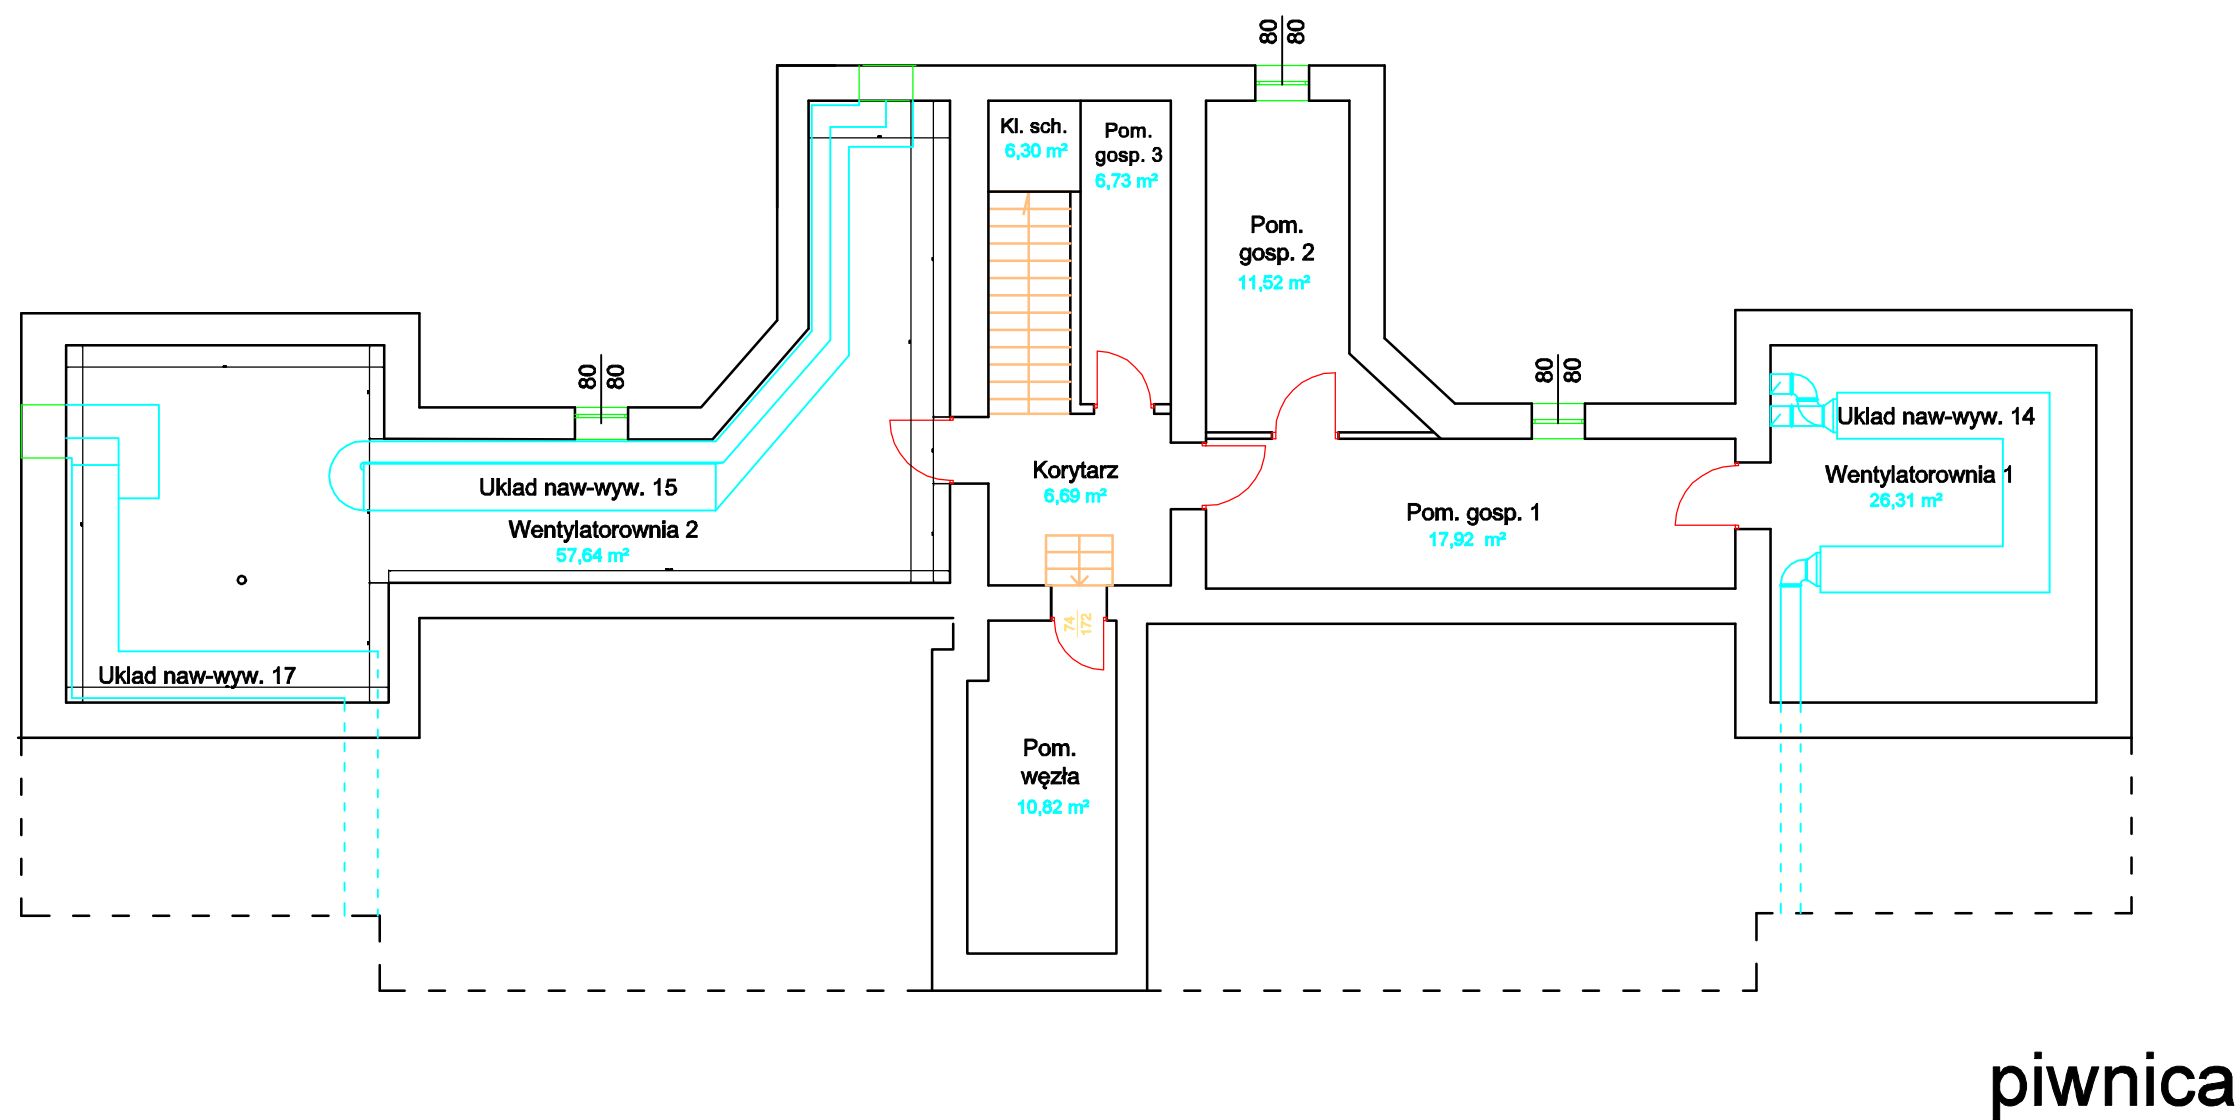 80
80
Kl. sch.
6,30 m²
Pom.
gosp. 3
6,73 m²
Pom.
gosp. 2
11,52 m²
80
80
80
80
Uklad naw-wyw. 14
Wentylatorownia 1
26,31 m²
Korytarz
6,69 m²
Uklad naw-wyw. 15
Wentylatorownia 2
57,64 m²
Pom. gosp. 1
17,92 m²
74
172
Uklad naw-wyw. 17
Pom.
węzła
10,82 m²
piwnica